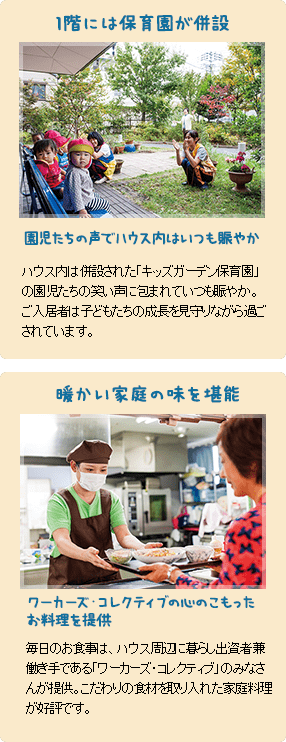 1階には保育園が併設
園児たちの声でハウス内はいつも賑やか
ハウス内は併設された「キッズガーデン保育園」
の園児たちの笑い声に包まれていつも賑やか。
ご入居者は子どもたちの成長を見守りながら過ご
されています。
暖かい家庭の味を堪能
ワーカーズ・コレクティブの心のこもった
お料理を提供
毎日のお食事は、ハウス周辺に暮らし出資者兼
働き手である「ワーカーズ・コレクティブ」のみなさ
んが提供。こだわりの食材を取り入れた家庭料理
が好評です。